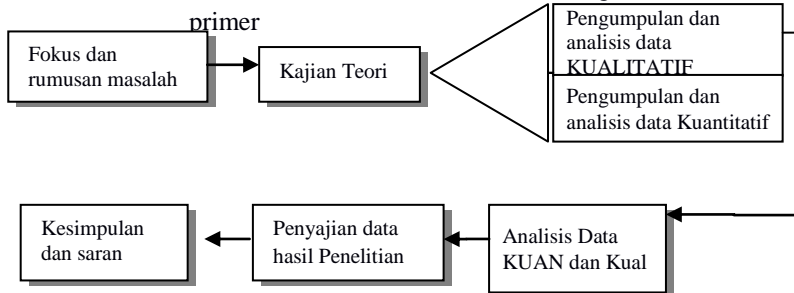 primer
Fokus dan
rumusan masalah
Kajian Teori
Pengumpulan dan
analisis data
KUALITATIF
Pengumpulan dan
analisis data Kuantitatif
Kesimpulan
dan saran
Penyajian data
hasil Penelitian
Analisis Data
KUAN dan Kual